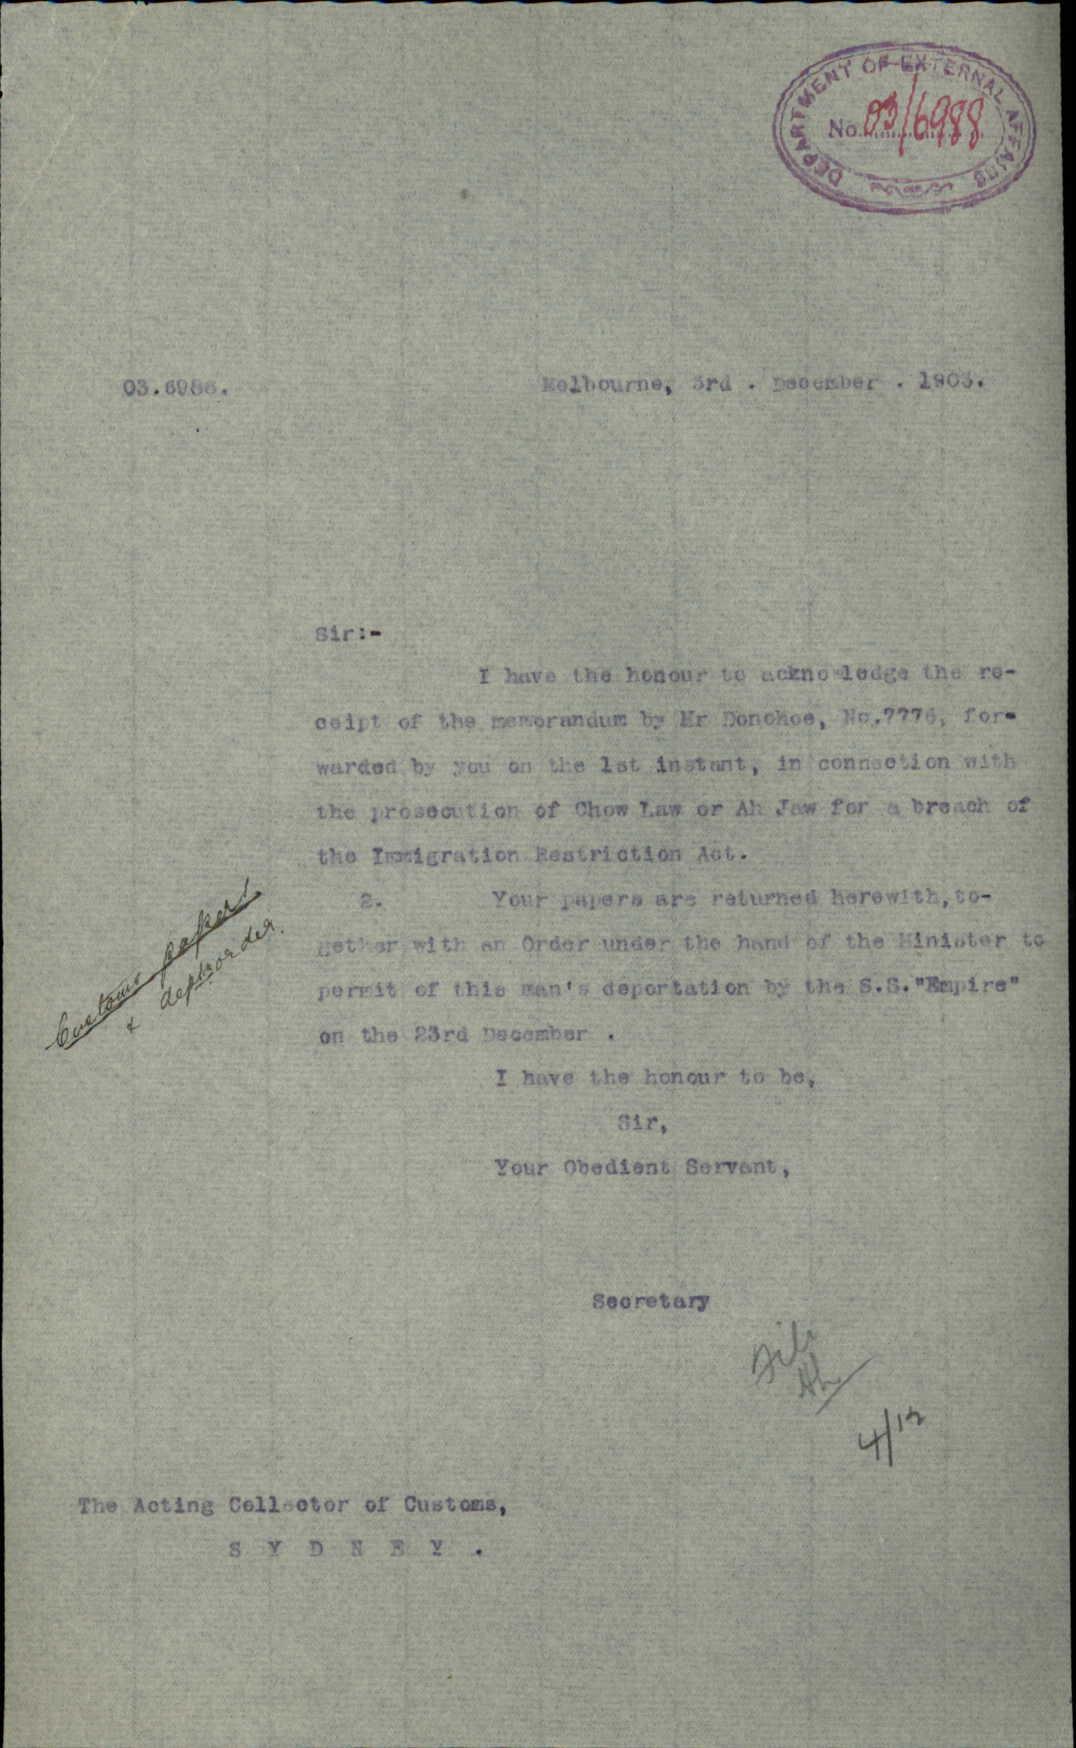 DEPARTMENT OF EXTERNAL AFFAIRS
No. 03/6988
03.6988.
Melbourne, 3rd . December . 1903.
Sir:-
I have the honour to acknowledge the re-
ceipt of the memorandum by Mr Donohoe, No.7776, for-
warded by you on the 1st instant, in connection with
the prosecution of Chow Law or Ah Jaw for a breach of
the Immigration Restriction Act.
2. Your papers are returned herewith, to-
gether with an Order under the hand of the Minister to
permit of this man's deportation by the S.S."Empire"
on the 23rd December .
Customs papers
& dep order.
I have the honour to be,
Sir,
Your Obedient Servant,
Secretary
File
4/12
The Acting Collector of Customs,
S Y D N E Y .